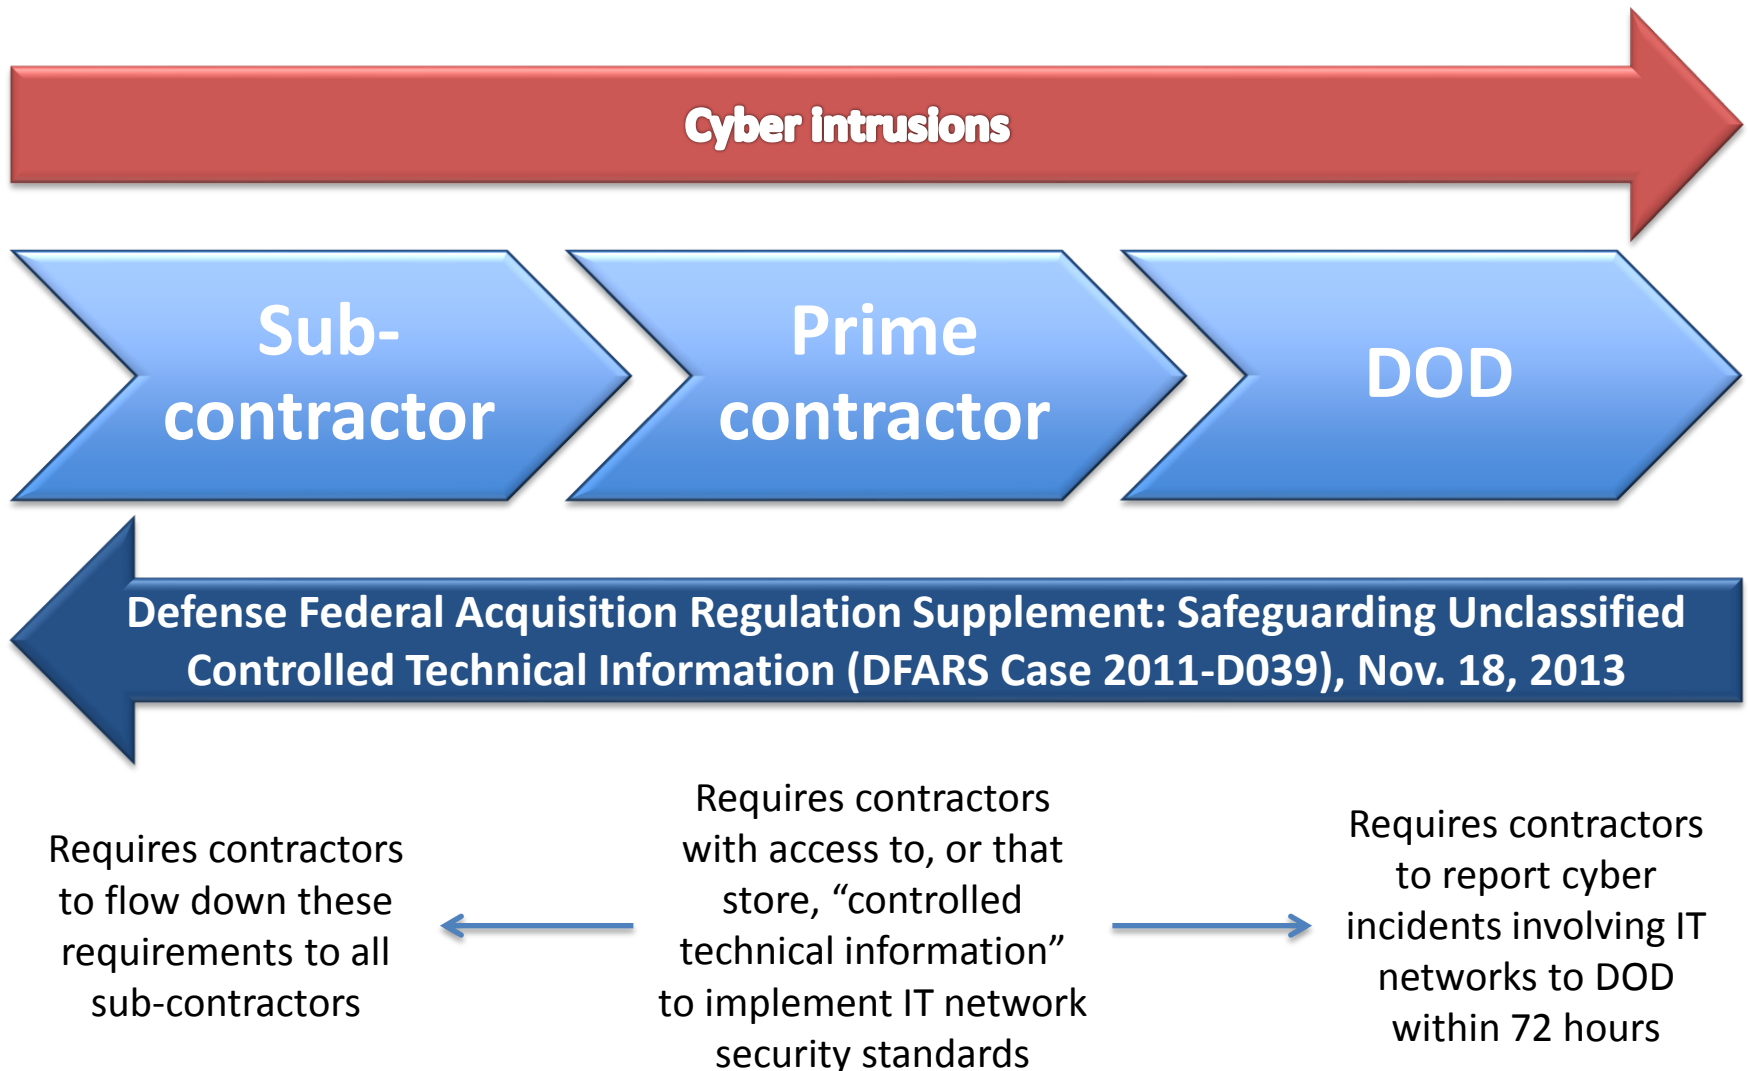 Cyber intrusions
Sub-
contractor
Prime
contractor
DOD
Defense Federal Acquisition Regulation Supplement: Safeguarding Unclassified
Controlled Technical Information (DFARS Case 2011-D039), Nov. 18, 2013
Requires contractors
to flow down these
requirements to all
sub-contractors
Requires contractors
with access to, or that
store, “controlled
technical information”
to implement IT network
security standards
Requires contractors
to report cyber
incidents involving IT
networks to DOD
within 72 hours